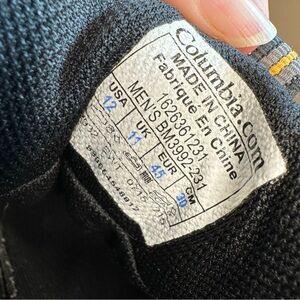 Columbia.com
MADE IN CHINA
Fabriqué En Chine
1626361231
MEN'S BM3992-231
USA UK EUR CM
12 11 45 30